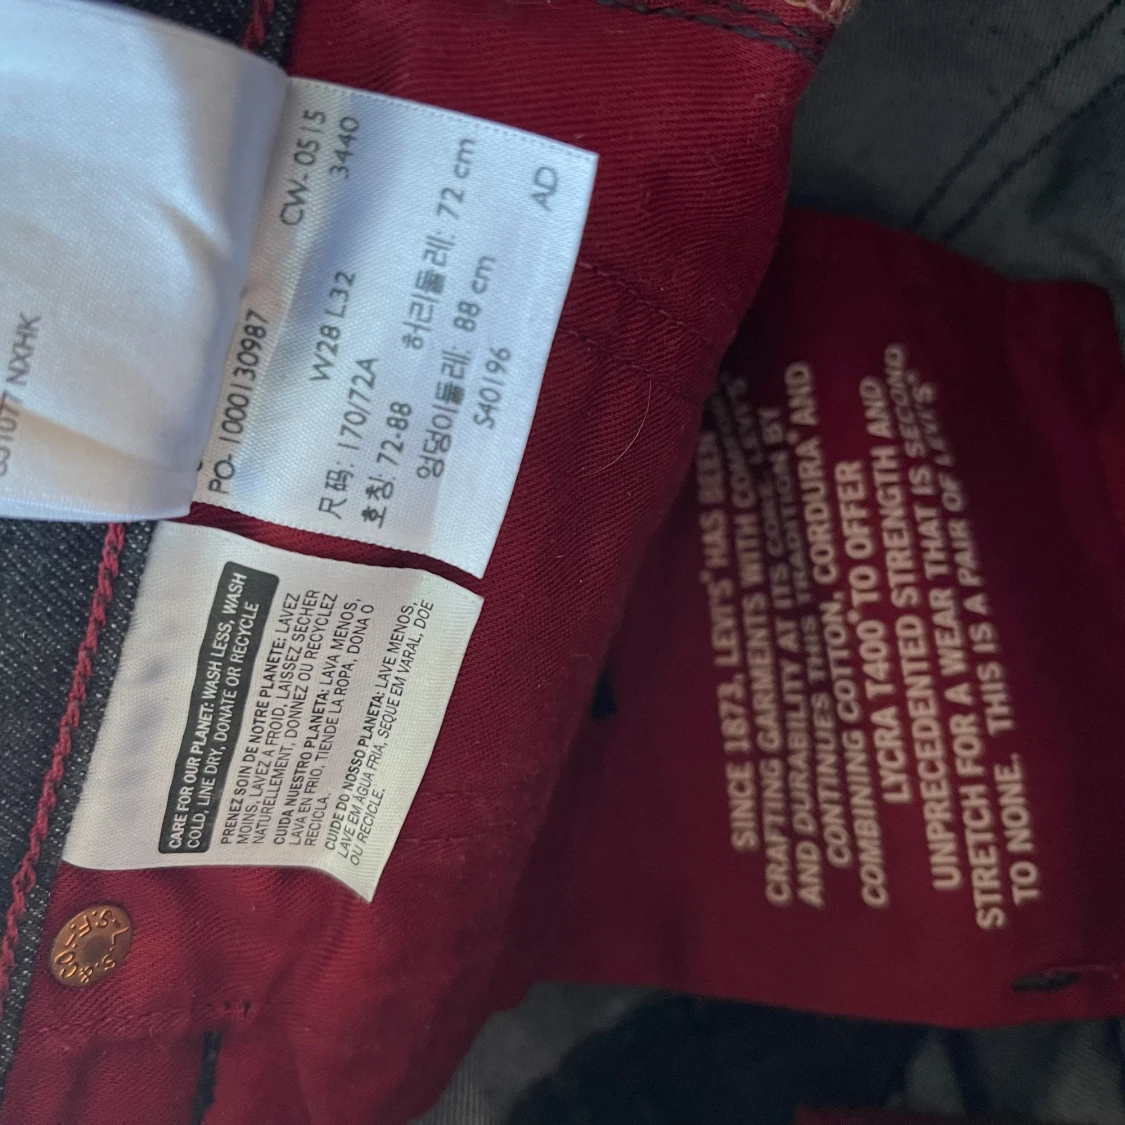 1077 NXHK
PO- 1000130987
CW- 0515
3440
W28 L32
尺码: 170/72A
호칭: 72-88
허리둘레: 72 cm
엉덩이둘레: 88 cm
S40196
AD
CARE FOR OUR PLANET: WASH LESS, WASH
COLD, LINE DRY, DONATE OR RECYCLE
PRENEZ SOIN DE NOTRE PLANETE: LAVEZ
MOINS, LAVEZ A FROID, LAISSEZ SECHER
NATURELLEMENT, DONNEZ OU RECYCLEZ
CUIDA NUESTRO PLANETA: LAVA MENOS,
LAVA EN FRIO, TIENDE LA ROPA, DONA O
RECICLA.
CUIDE DO NOSSO PLANETA: LAVE MENOS,
LAVE EM ÁGUA FRIA, SEQUE EM VARAL, DOE
OU RECICLE.
SINCE 1873, LEVI'S® HAS BEEN
CRAFTING GARMENTS WITH COMFORT
AND DURABILITY AT ITS CORE. LEVI'S®
CONTINUES THIS TRADITION BY
COMBINING COTTON, CORDURA® AND
LYCRA T400® TO OFFER
UNPRECEDENTED STRENGTH AND
STRETCH FOR A WEAR THAT IS SECOND
TO NONE. THIS IS A PAIR OF LEVI'S®
L.S.&
S.F.